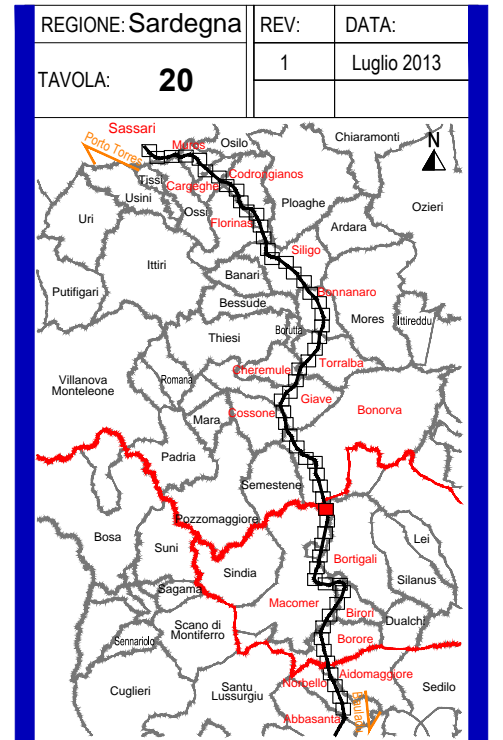 REGIONE: Sardegna
REV:
DATA:
TAVOLA: 20
1
Luglio 2013
Sassari
Porto Torres
Muros
Osilo
Chiaramonti
N
Tissi
Cargeghe
Codrongianos
Usini
Ossi
Ploaghe
Ozieri
Uri
Florinas
Ardara
Siligo
Ittiri
Banari
Putifigari
Bonnanaro
Bessude
Mores
Ittireddu
Thiesi
Borutta
Torralba
Cheremule
Romana
Villanova
Monteleone
Giave
Cossone
Bonorva
Mara
Padria
Semestene
Pozzomaggiore
Bosa
Suni
Lei
Bortigali
Sindia
Silanus
Sagama
Macomer
Birori
Dualchi
Scano di
Montiferro
Sennariolo
Borore
Aidomaggiore
Norbello
Cuglieri
Santu
Lussurgiu
Sedilo
Abbasanta